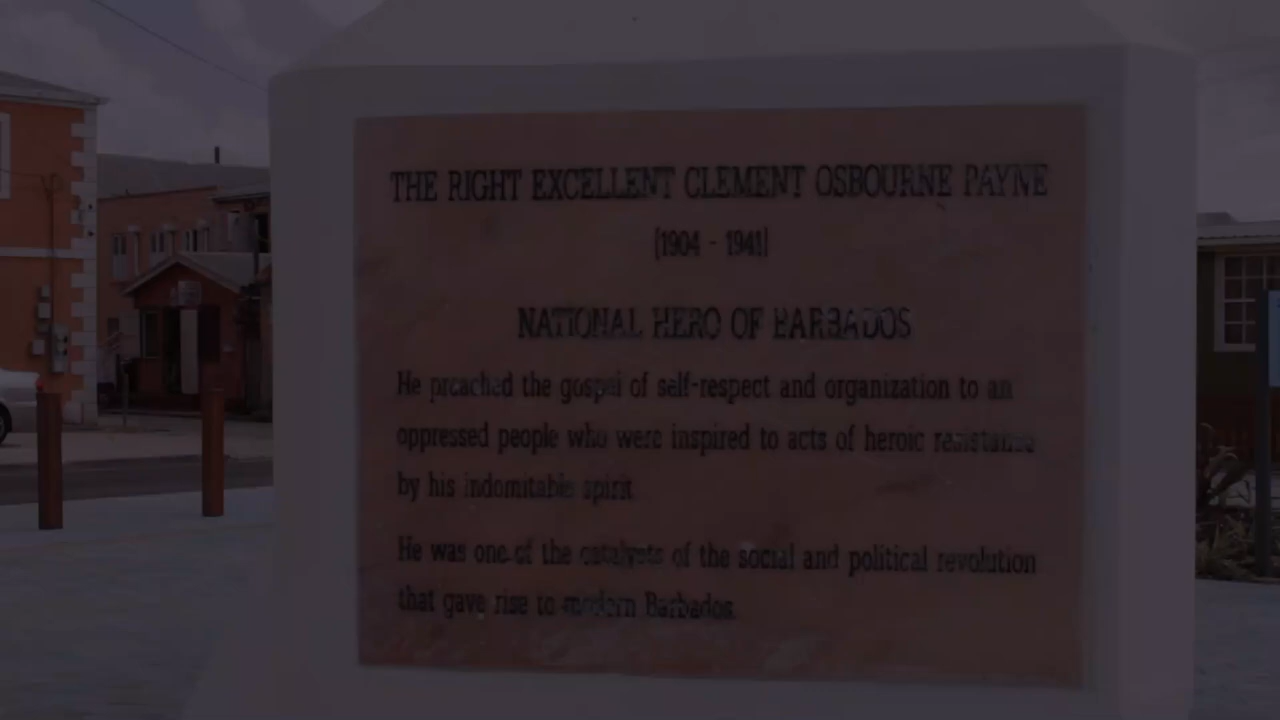 THE RIGHT EXCELLENT CLEMENT OSBOURNE PAYNE
(1904 - 1941)
NATIONAL HERO OF BARBADOS
He preached the gospel of self-respect and organization to an
oppressed people who were inspired to acts of heroic resistance
by his indomitable spirit.
He was one of the catalysts of the social and political revolution
that gave rise to modern Barbados.